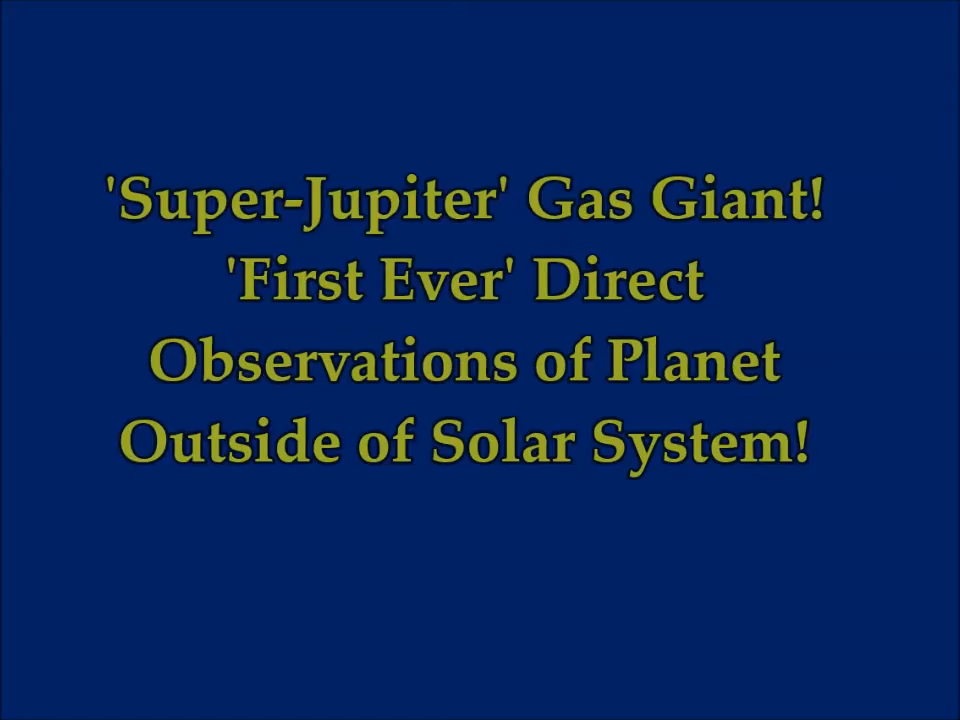 'Super-Jupiter' Gas Giant!
'First Ever' Direct
Observations of Planet
Outside of Solar System!